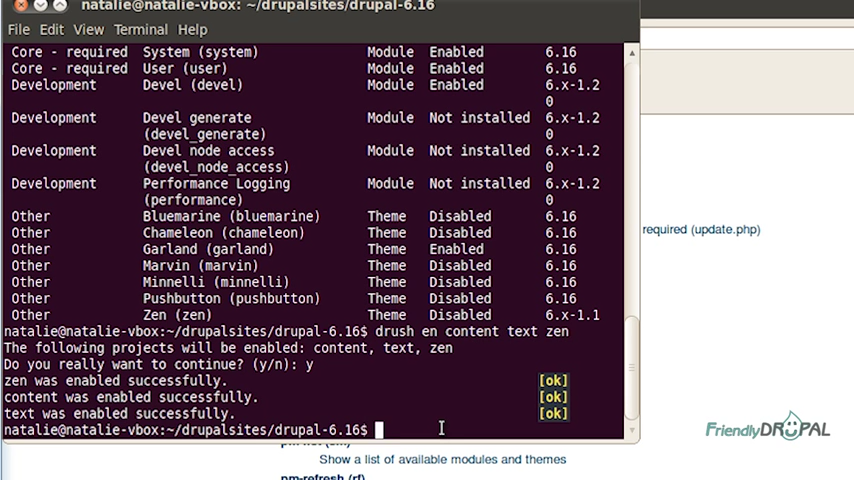 natalie@natalie-vbox: ~/drupalsites/drupal-6.16
File Edit View Terminal Help
Core - required System (system) Module Enabled 6.16
Core - required User (user) Module Enabled 6.16
Development Devel (devel) Module Enabled 6.x-1.2
0
Development Devel generate Module Not installed 6.x-1.2
(devel_generate) 0
Development Devel node access Module Not installed 6.x-1.2
(devel_node_access) 0
Development Performance Logging Module Not installed 6.x-1.2
(performance) 0
Other Bluemarine (bluemarine) Theme Disabled 6.16
Other Chameleon (chameleon) Theme Disabled 6.16
Other Garland (garland) Theme Enabled 6.16
Other Marvin (marvin) Theme Disabled 6.16
Other Minnelli (minnelli) Theme Disabled 6.16
Other Pushbutton (pushbutton) Theme Disabled 6.16
Other Zen (zen) Theme Disabled 6.x-1.1
natalie@natalie-vbox:~/drupalsites/drupal-6.16$ drush en content text zen
The following projects will be enabled: content, text, zen
Do you really want to continue? (y/n): y
zen was enabled successfully. [ok]
content was enabled successfully. [ok]
text was enabled successfully. [ok]
natalie@natalie-vbox:~/drupalsites/drupal-6.16$
required (update.php)
FriendlyDRUPAL
Show a list of available modules and themes
pm-refresh (rf)